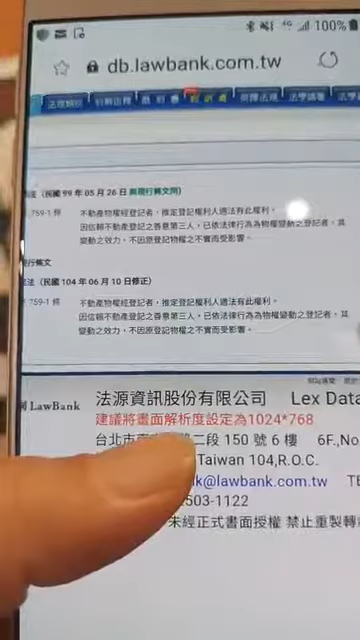 4G 100%
db.lawbank.com.tw
法(民國 99 年 05 月 26 日 與現行條文同)
759-1 條 不動產物權經登記者,推定登記權利人適法有此權利。
因信賴不動產登記之善意第三人,已依法律行為為物權變動之登記者,其
變動之效力,不因原登記物權之不實而受影響。
現行條文
法(民國 104 年 06 月 10 日修正)
759-1 條 不動產物權經登記者,推定登記權利人適法有此權利。
因信賴不動產登記之善意第三人,已依法律行為為物權變動之登記者,其
變動之效力,不因原登記物權之不實而受影響。
LawBank 法源資訊股份有限公司 Lex Data
建議將畫面解析度設定為1024*768
台北市 二段 150 號 6 樓 6F.,No
Taiwan 104,R.O.C.
k@lawbank.com.tw
503-1122
未經正式書面授權 禁止重製轉